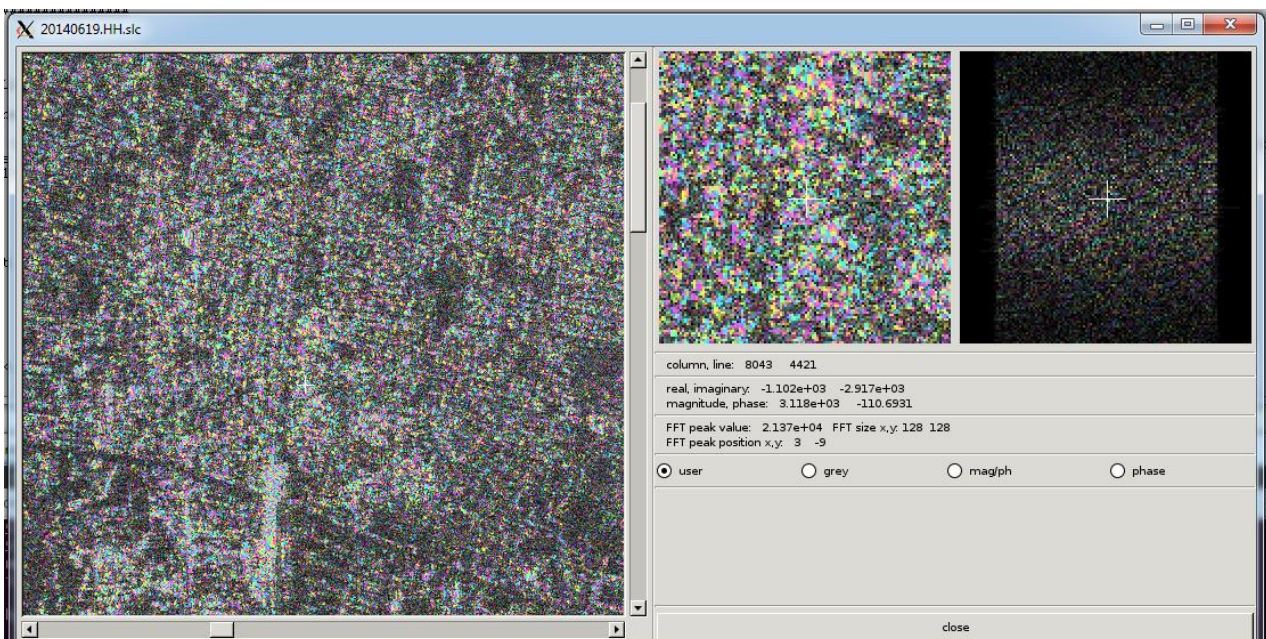 20140619.HH.slc
column, line: 8043 4421
real, imaginary: -1.102e+03 -2.917e+03
magnitude, phase: 3.118e+03 -110.6931
FFT peak value: 2.137e+04 FFT size x,y: 128 128
FFT peak position x,y: 3 -9
user grey mag/ph phase
close